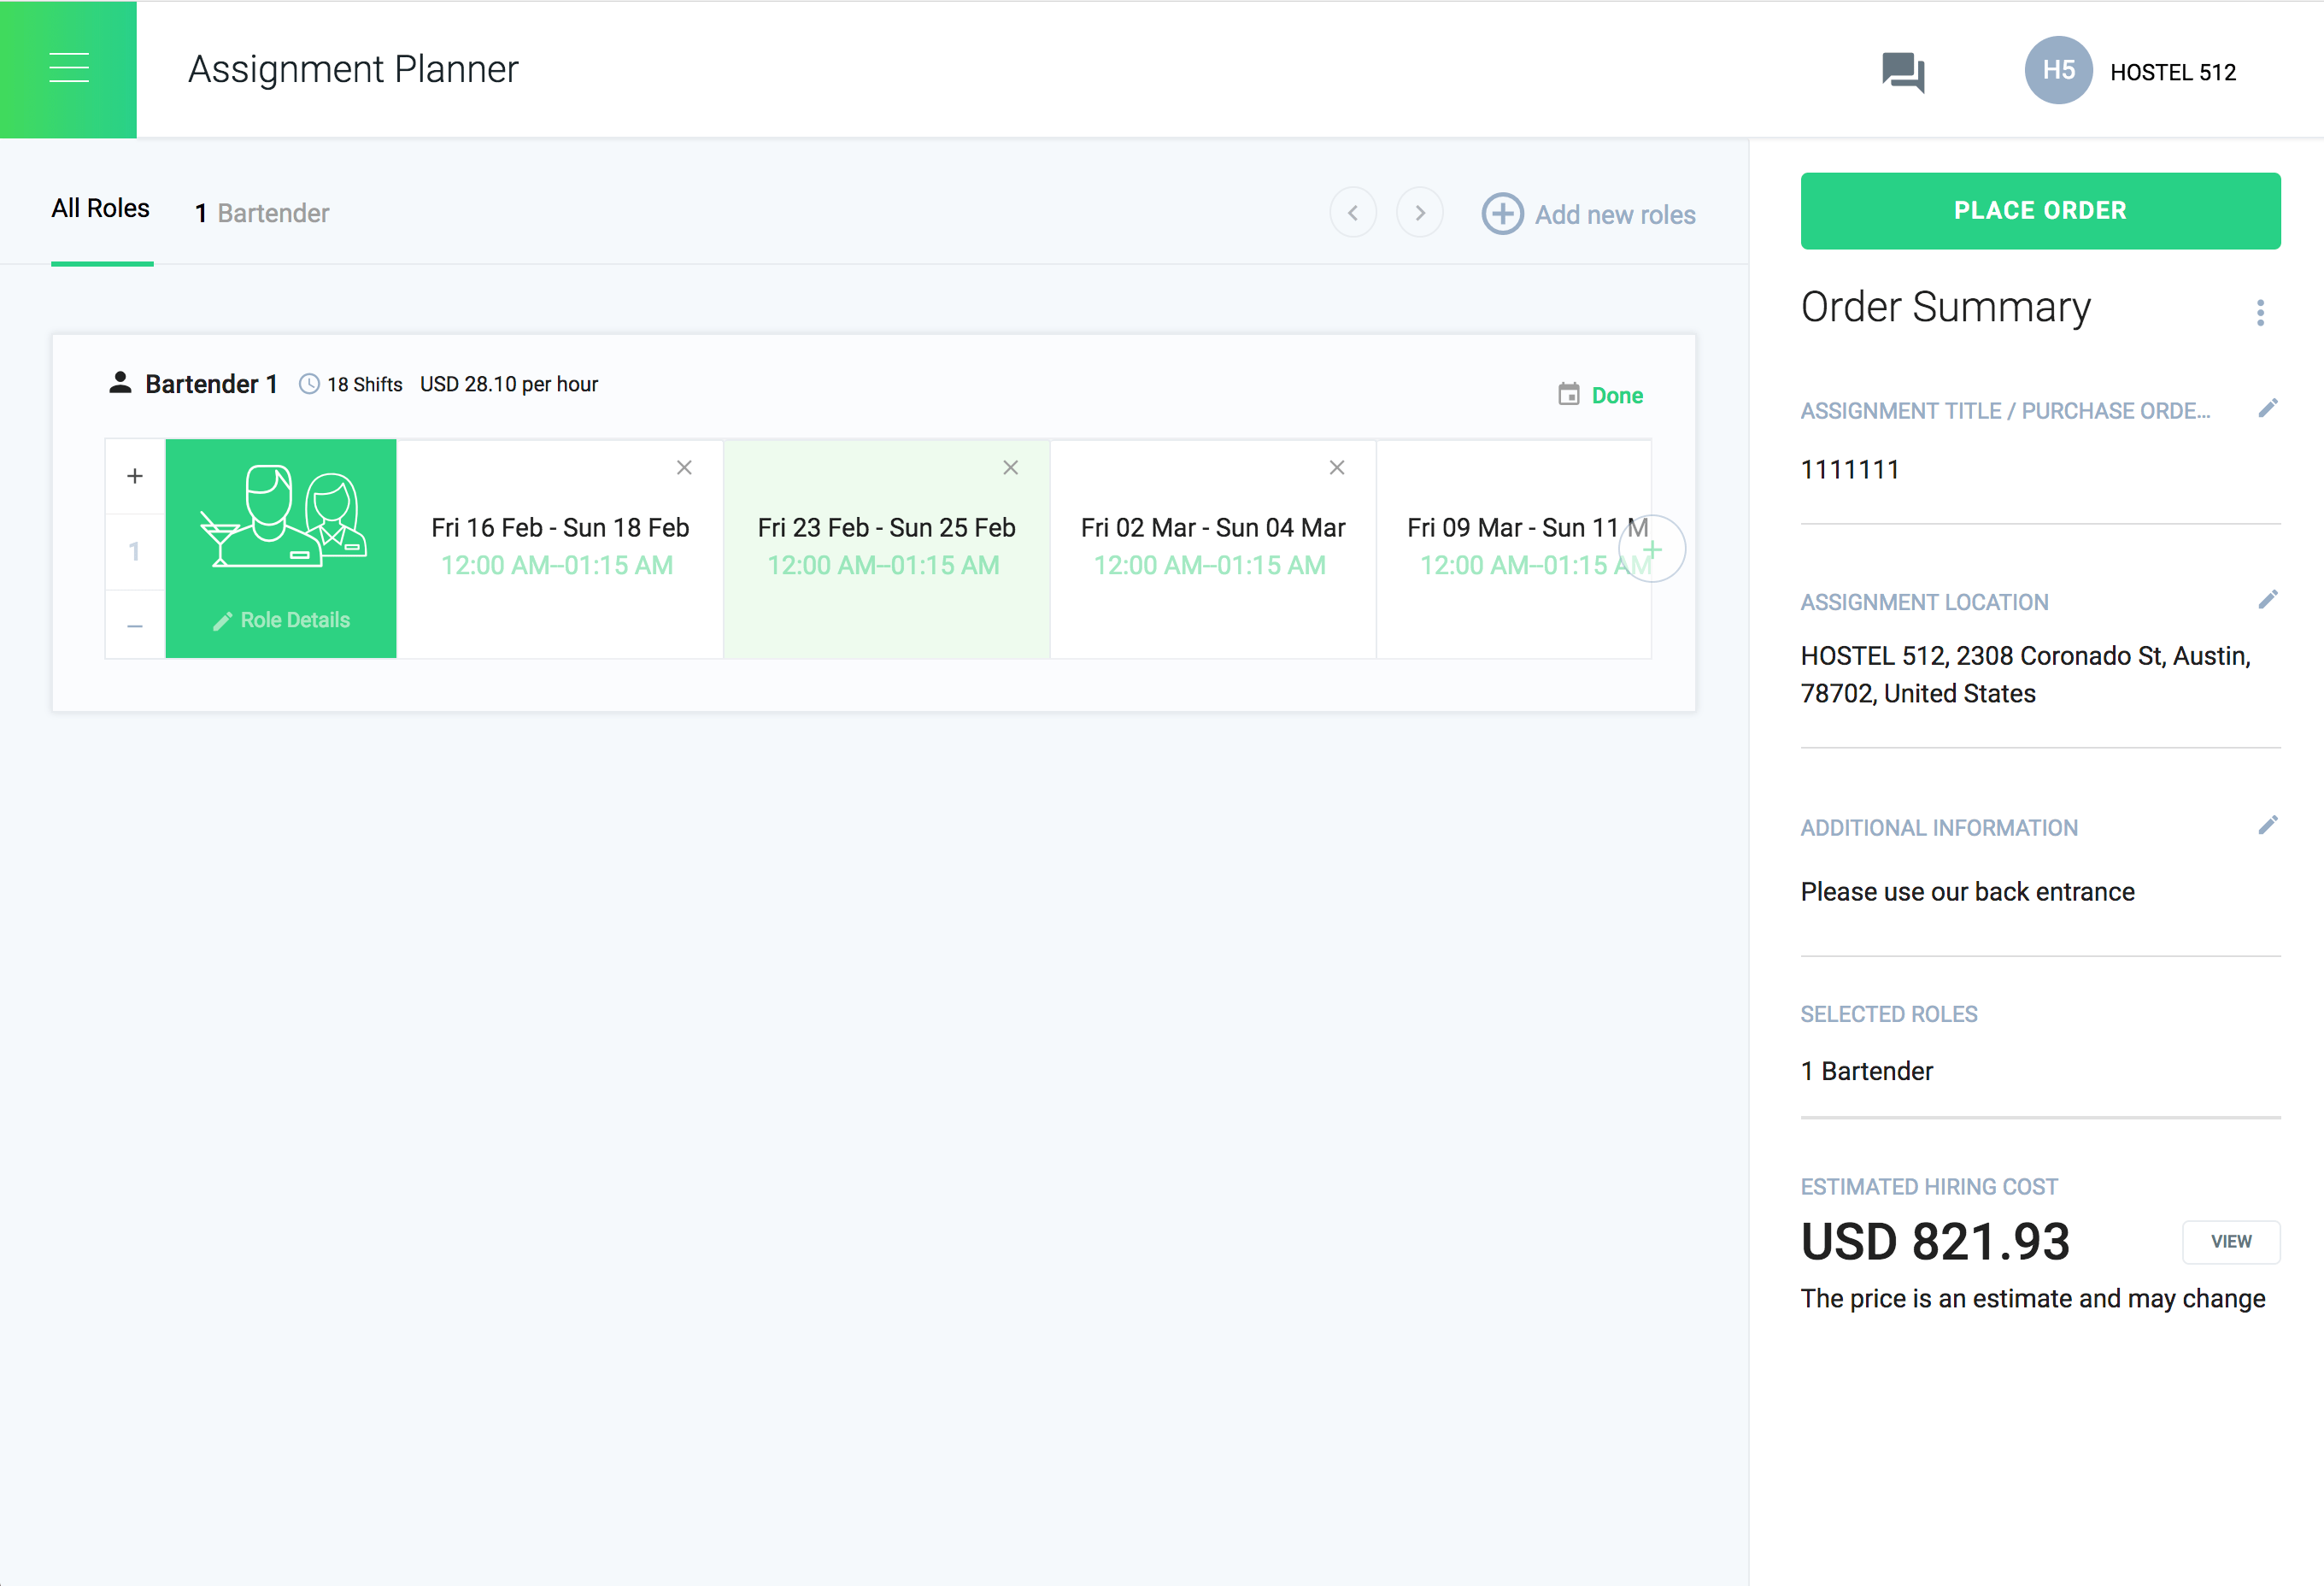 Assignment Planner
H5
HOSTEL 512
All Roles
1 Bartender
Add new roles
Bartender 1
18 Shifts
USD 28.10 per hour
Done
+
1
–
Role Details
Fri 16 Feb - Sun 18 Feb
12:00 AM–01:15 AM
Fri 23 Feb - Sun 25 Feb
12:00 AM–01:15 AM
Fri 02 Mar - Sun 04 Mar
12:00 AM–01:15 AM
Fri 09 Mar - Sun 11 M
12:00 AM–01:15 AM
PLACE ORDER
Order Summary
ASSIGNMENT TITLE / PURCHASE ORDE...
1111111
ASSIGNMENT LOCATION
HOSTEL 512, 2308 Coronado St, Austin,
78702, United States
ADDITIONAL INFORMATION
Please use our back entrance
SELECTED ROLES
1 Bartender
ESTIMATED HIRING COST
USD 821.93
VIEW
The price is an estimate and may change